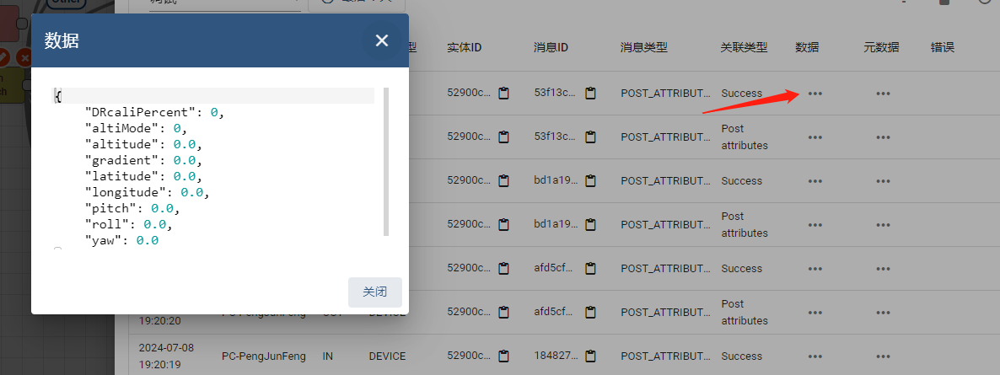 Other
数据
型 实体ID 消息ID 消息类型 关联类型 数据 元数据 错误
{
"DRcaliPercent": 0,
"altiMode": 0,
"altitude": 0.0,
"gradient": 0.0,
"latitude": 0.0,
"longitude": 0.0,
"pitch": 0.0,
"roll": 0.0,
"yaw": 0.0
关闭
52900c... 53f13c... POST_ATTRIBUT... Success
52900c... 53f13c... POST_ATTRIBUT... Post
attributes
52900c... bd1a19... POST_ATTRIBUT... Success
52900c... bd1a19... POST_ATTRIBUT... Post
attributes
52900c... afd5cf... POST_ATTRIBUT... Success
19:20:20 PC-PengJunFeng DEVICE 52900c... afd5cf... POST_ATTRIBUT... Post
attributes
2024-07-08
19:20:19 PC-PengJunFeng IN DEVICE 52900c... 184827... POST_ATTRIBUT... Success